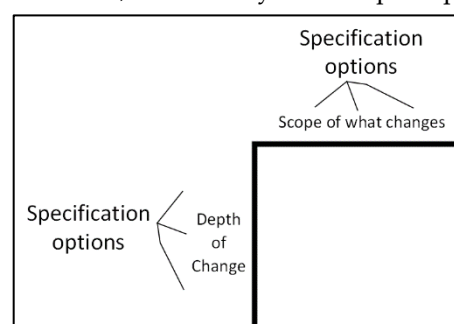 Specification
options
Scope of what changes
Specification
options
Depth
of
Change